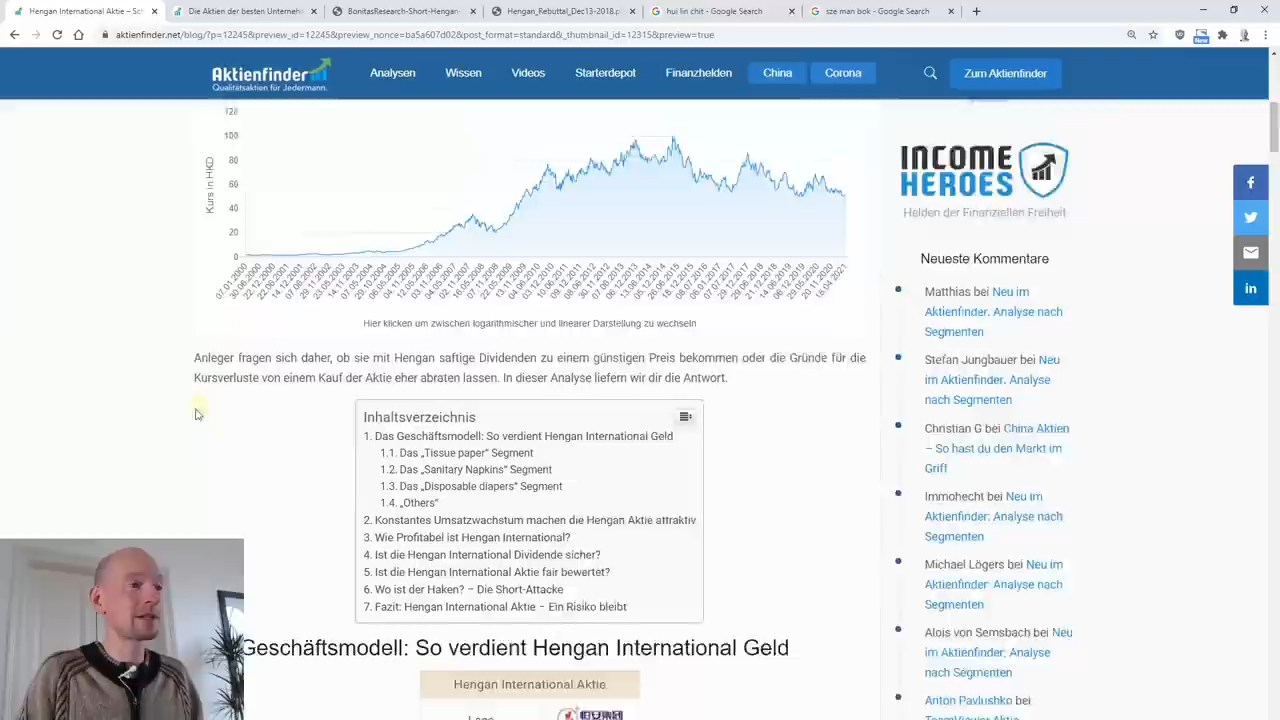 Hengan International Aktie - Sch
Die Aktien der besten Unterneh
BonitasResearch-Short-Hengan-
Hengan_Rebuttal_Dec13-2018.p
hui lin chit - Google Search
sze man bok - Google Search
aktienfinder.net/blog/?p=12245&preview_id=12245&preview_nonce=ba5a607d02&post_format=standard&_thumbnail_id=12315&preview=true
Aktienfinder
Qualitätsaktien für Jedermann.
Analysen
Wissen
Videos
Starterdepot
Finanzhelden
China
Corona
Zum Aktienfinder
120
100
80
60
40
20
0
Kurs in HKD
Hier klicken um zwischen logarithmischer und linearer Darstellung zu wechseln
Anleger fragen sich daher, ob sie mit Hengan saftige Dividenden zu einem günstigen Preis bekommen oder die Gründe für die
Kursverluste von einem Kauf der Aktie eher abraten lassen. In dieser Analyse liefern wir dir die Antwort.
Inhaltsverzeichnis
1. Das Geschäftsmodell: So verdient Hengan International Geld
1.1. Das „Tissue paper“ Segment
1.2. Das „Sanitary Napkins“ Segment
1.3. Das „Disposable diapers“ Segment
1.4. „Others“
2. Konstantes Umsatzwachstum machen die Hengan Aktie attraktiv
3. Wie Profitabel ist Hengan International?
4. Ist die Hengan International Dividende sicher?
5. Ist die Hengan International Aktie fair bewertet?
6. Wo ist der Haken? – Die Short-Attacke
7. Fazit: Hengan International Aktie – Ein Risiko bleibt
Geschäftsmodell: So verdient Hengan International Geld
Hengan International Aktie
Logo
INCOME
HEROES
Helden der Finanziellen Freiheit
Neueste Kommentare
Matthias bei Neu im
Aktienfinder: Analyse nach
Segmenten
Stefan Jungbauer bei Neu
im Aktienfinder: Analyse
nach Segmenten
Christian G bei China Aktien
– So hast du den Markt im
Griff
Immohecht bei Neu im
Aktienfinder: Analyse nach
Segmenten
Michael Lögers bei Neu im
Aktienfinder: Analyse nach
Segmenten
Alois von Semsbach bei Neu
im Aktienfinder: Analyse
nach Segmenten
Anton Pavlushko bei
TeamViewer Aktie